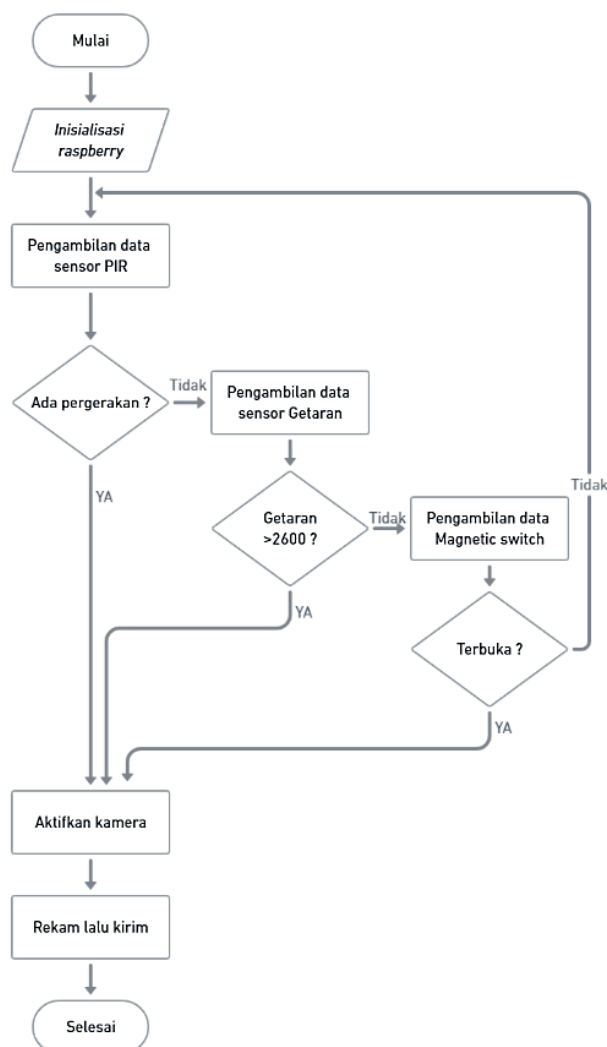 Mulai
Inisialisasi
raspberry
Pengambilan data
sensor PIR
Ada pergerakan ?
Tidak
Pengambilan data
sensor Getaran
YA
Getaran
>2600 ?
Tidak
Pengambilan data
Magnetic switch
Tidak
YA
Terbuka ?
YA
Aktifkan kamera
Rekam lalu kirim
Selesai